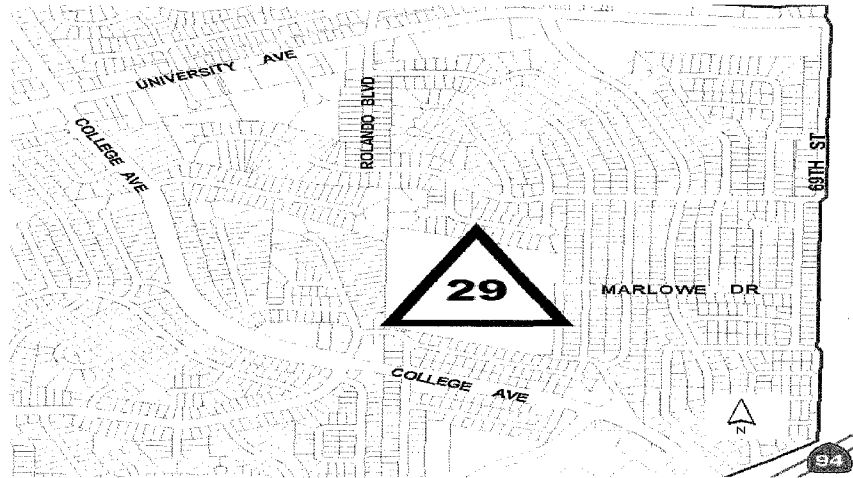 UNIVERSITY AVE
COLLEGE AVE
ROLANDO BLVD
69TH ST
29
MARLOWE DR
COLLEGE AVE
N
94